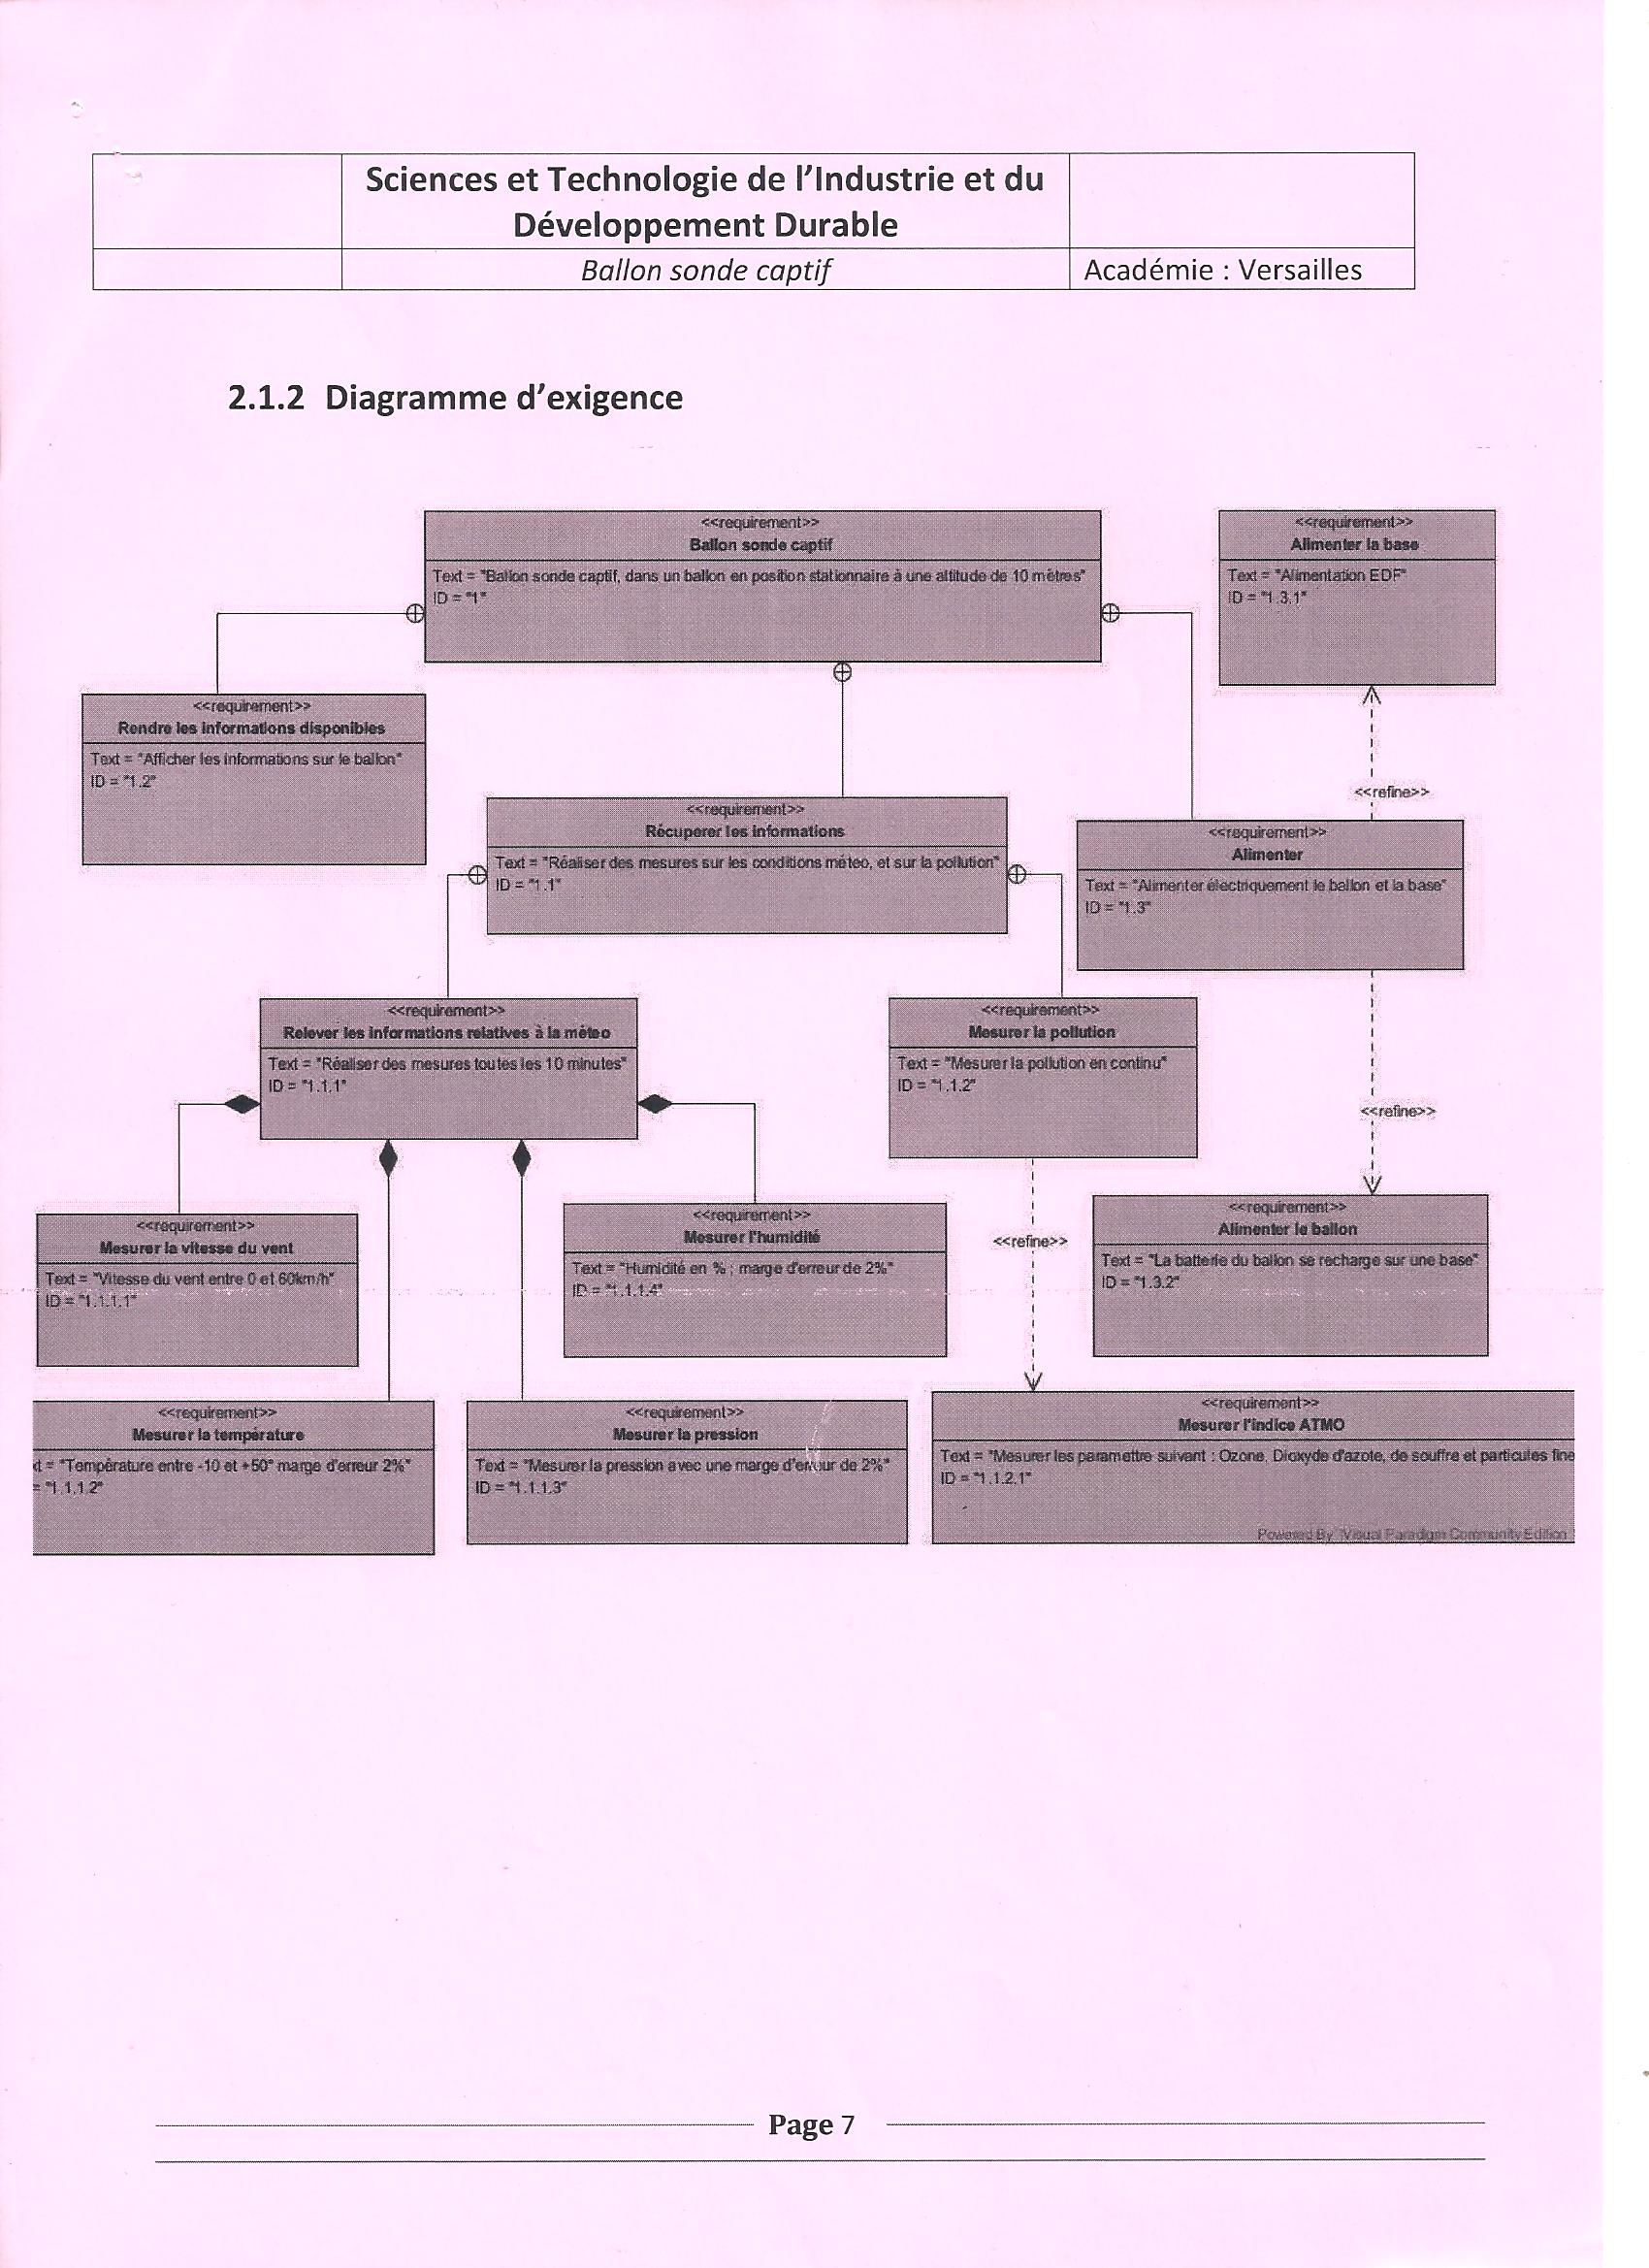 Sciences et Technologie de l'Industrie et du
Développement Durable
Ballon sonde captif
Académie : Versailles
2.1.2 Diagramme d'exigence
<<requirement>>
Ballon sonde captif
Text = "Ballon sonde captif, dans un ballon en position stationnaire à une altitude de 10 mètres"
ID = "1"
<<requirement>>
Alimenter la base
Text = "Alimentation EDF"
ID = "1.3.1"
<<requirement>>
Rendre les informations disponibles
Text = "Afficher les informations sur le ballon"
ID = "1.2"
<<refine>>
<<requirement>>
Récuperer les informations
Text = "Réaliser des mesures sur les conditions méteo, et sur la pollution"
ID = "1.1"
<<requirement>>
Alimenter
Text = "Alimenter électriquement le ballon et la base"
ID = "1.3"
<<requirement>>
Relever les informations relatives à la méteo
Text = "Réaliser des mesures toutes les 10 minutes"
ID = "1.1.1"
<<requirement>>
Mesurer la pollution
Text = "Mesurer la pollution en continu"
ID = "1.1.2"
<<refine>>
<<requirement>>
Mesurer la vitesse du vent
Text = "Vitesse du vent entre 0 et 60km/h"
ID = "1.1.1.1"
<<requirement>>
Mesurer l'humidité
Text = "Humidité en % ; marge d'erreur de 2%"
ID = "1.1.1.4"
<<refine>>
<<requirement>>
Alimenter le ballon
Text = "La batterie du ballon se recharge sur une base"
ID = "1.3.2"
<<requirement>>
Mesurer la température
t = "Température entre -10 et +50° marge d'erreur 2%"
= "1.1.1.2"
<<requirement>>
Mesurer la pression
Text = "Mesurer la pression avec une marge d'erreur de 2%"
ID = "1.1.1.3"
<<requirement>>
Mesurer l'indice ATMO
Text = "Mesurer les paramettre suivant : Ozone, Dioxyde d'azote, de souffre et particules fine
ID = "1.1.2.1"
Powered By Visual Paradigm Community Edition
Page 7